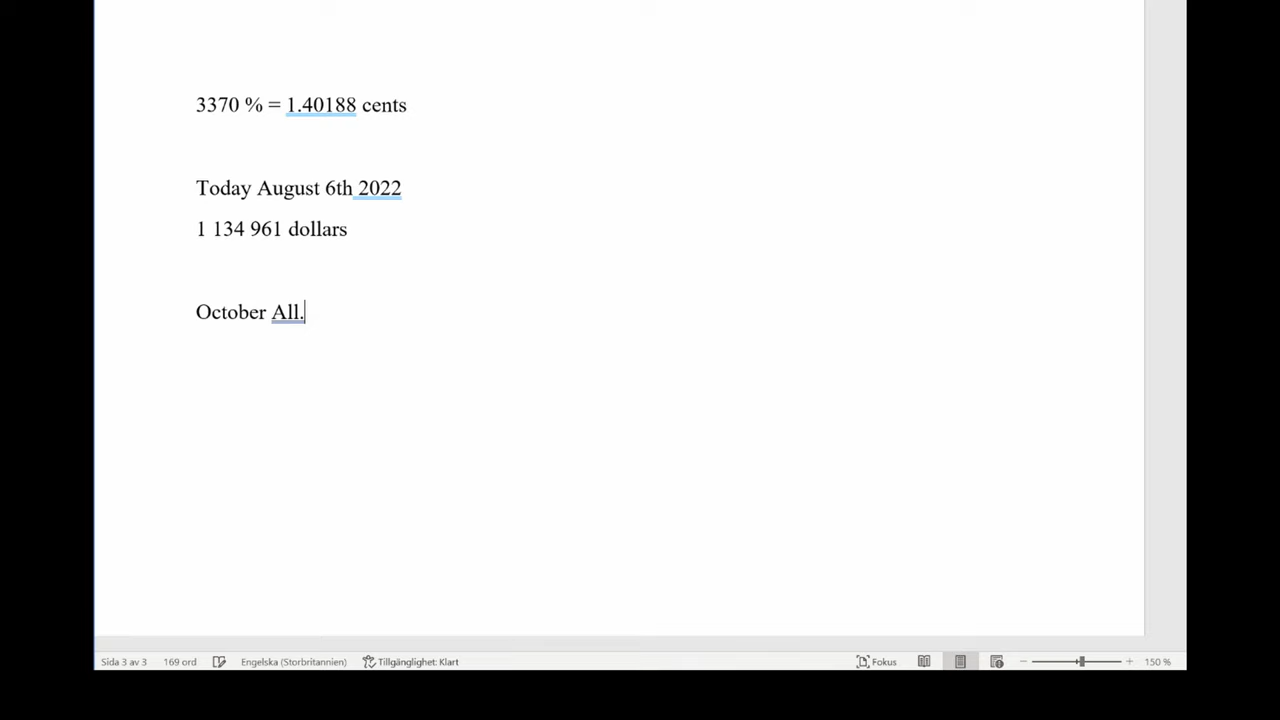 3370 % = 1.40188 cents
Today August 6th 2022
1 134 961 dollars
October All.
Sida 3 av 3 169 ord Engelska (Storbritannien) Tillgänglighet: Klart Fokus 150 %